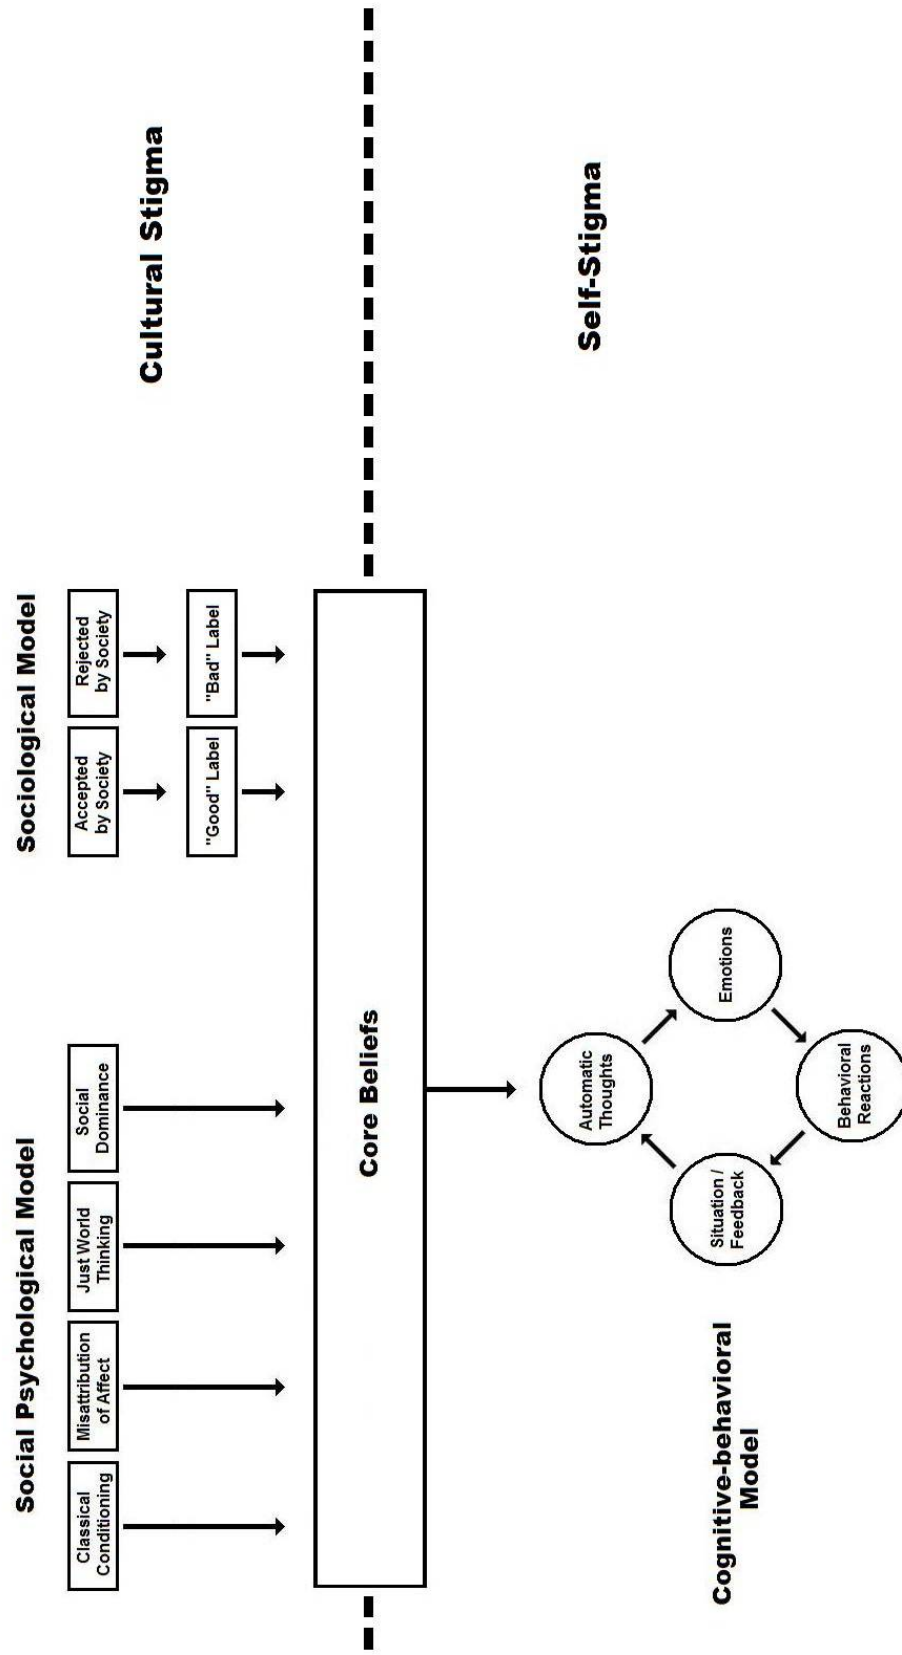 Social Psychological Model
Sociological Model
Classical
Conditioning
Misattribution
of Affect
Just World
Thinking
Social
Dominance
Accepted
by Society
Rejected
by Society
"Good" Label
"Bad" Label
Cultural Stigma
Core Beliefs
Self-Stigma
Automatic
Thoughts
Situation /
Feedback
Emotions
Behavioral
Reactions
Cognitive-behavioral
Model